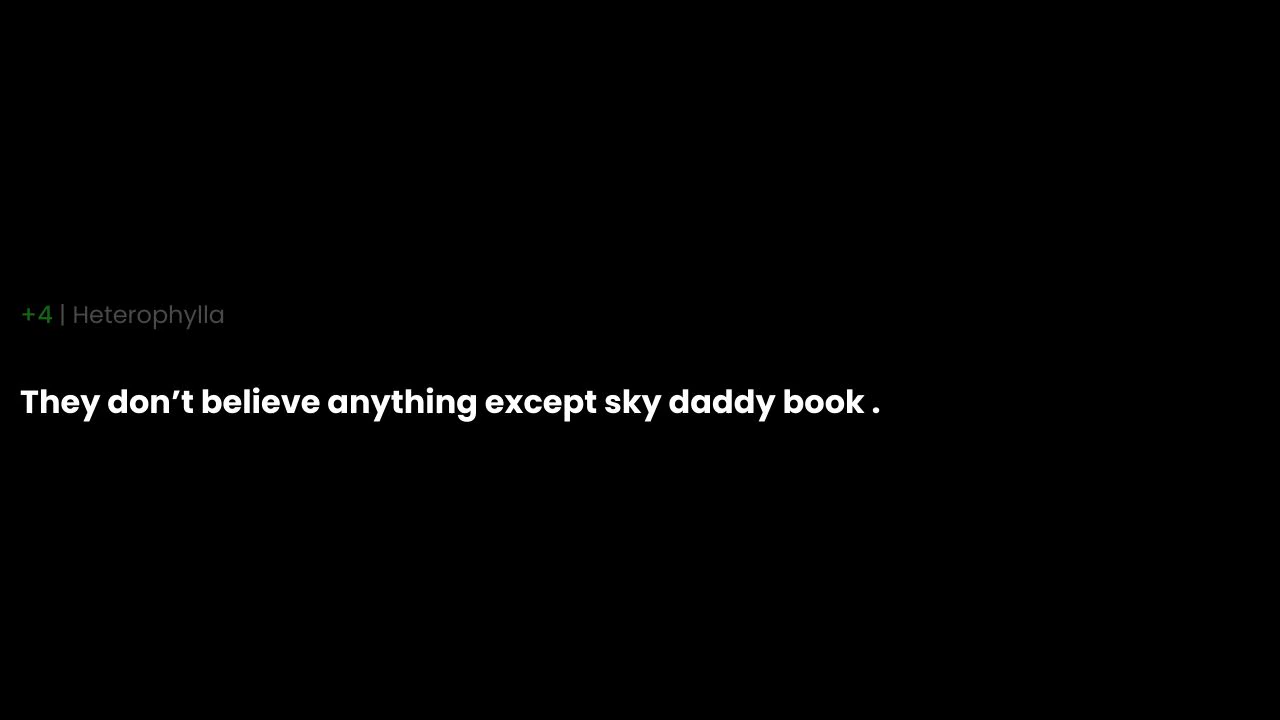 +4 | Heterophylla
They don’t believe anything except sky daddy book .